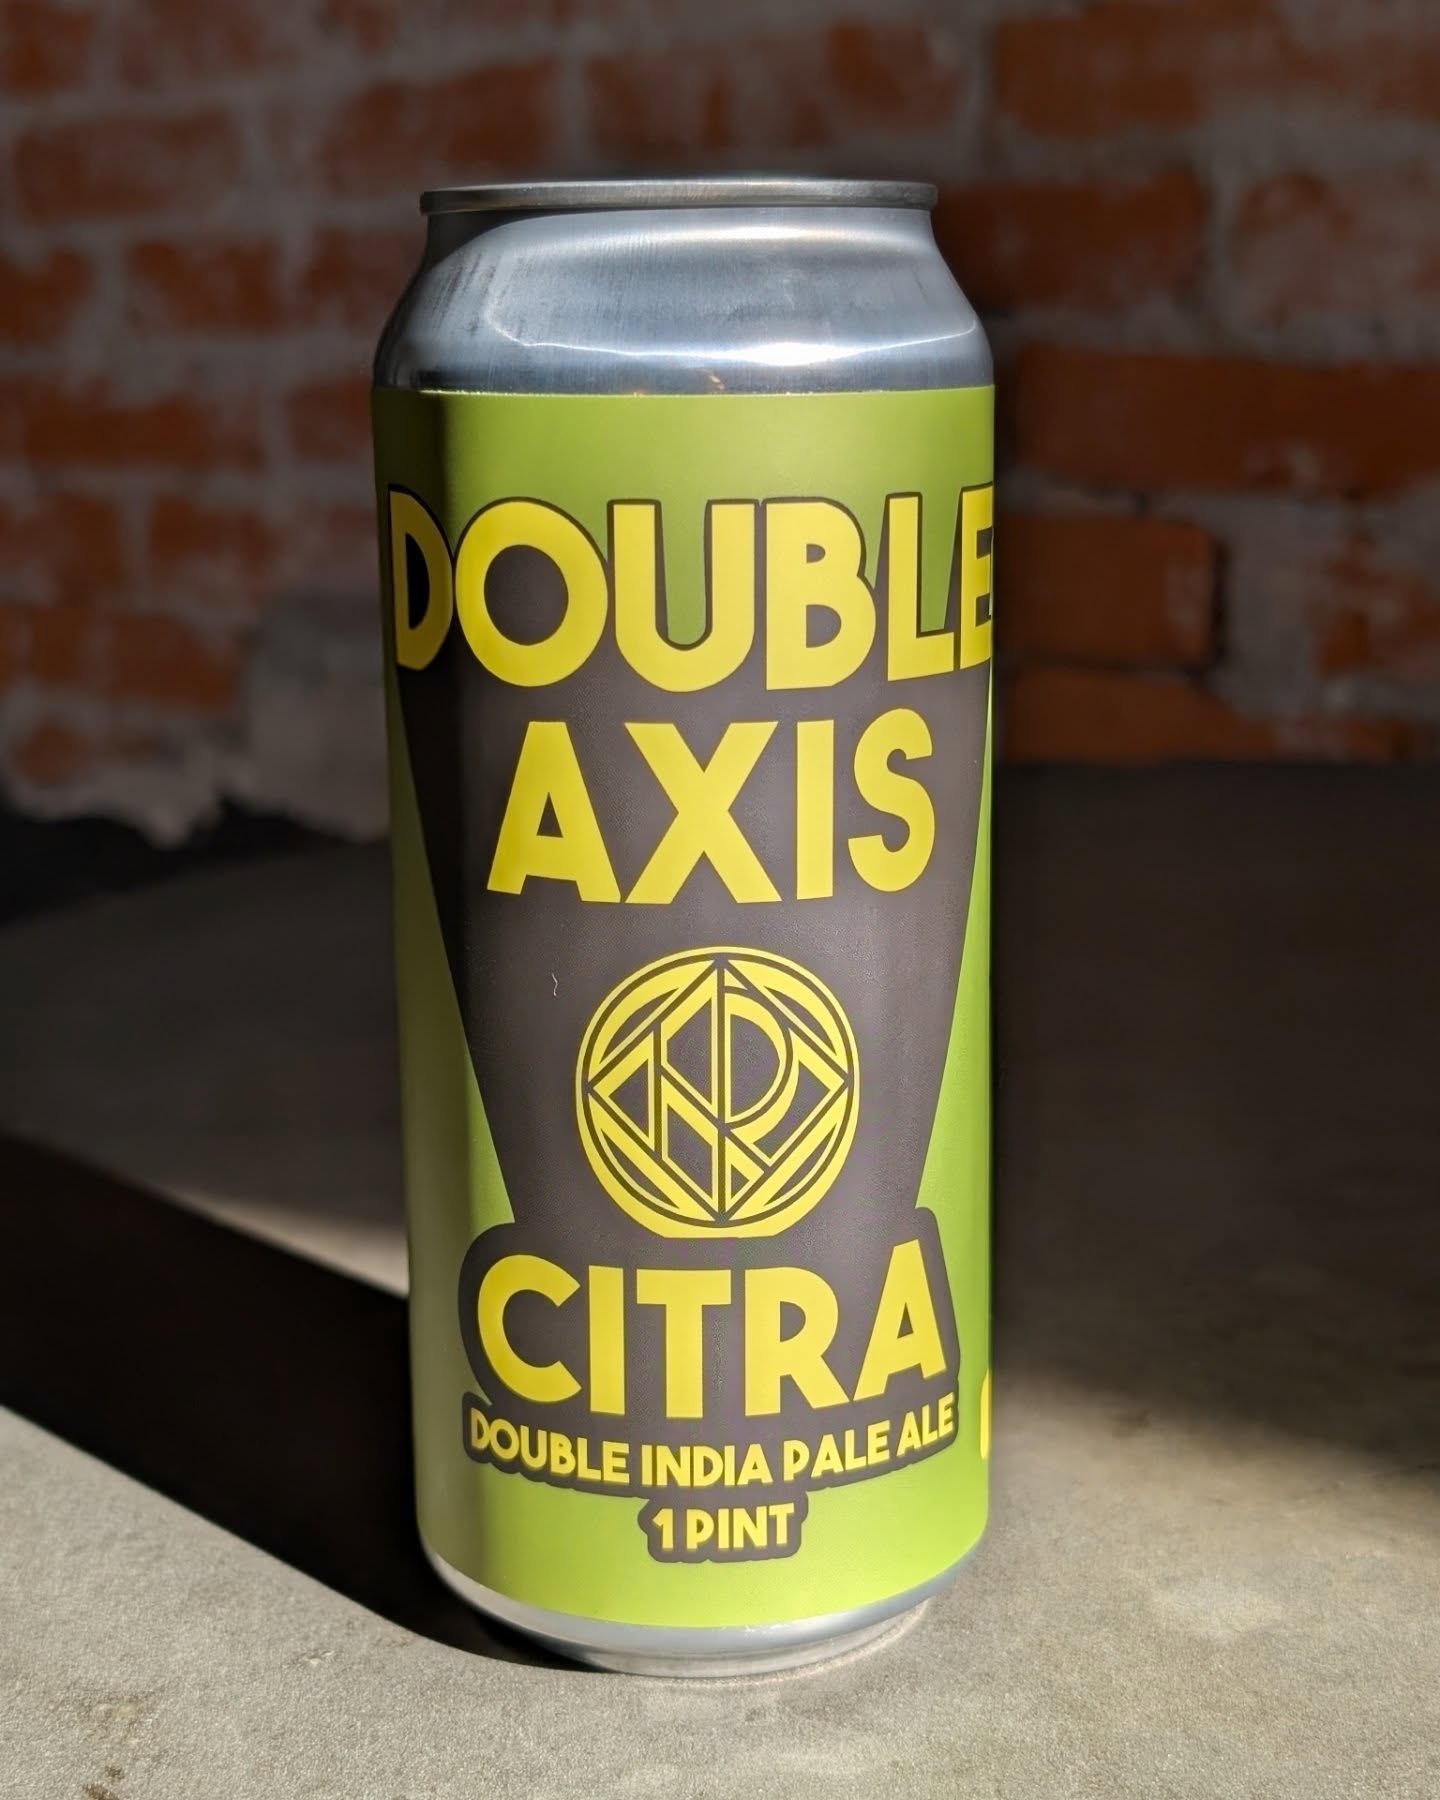 DOUBLE
AXIS
CITRA
DOUBLE INDIA PALE ALE
1 PINT